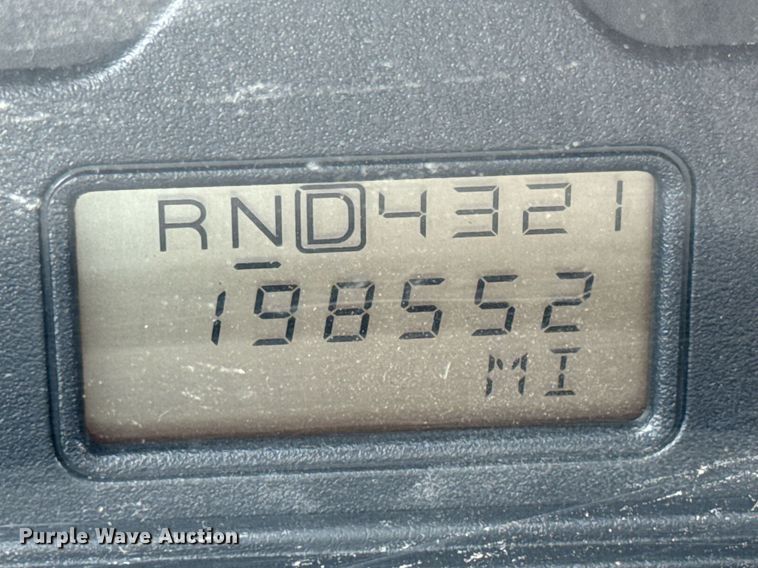 RND4321
198552
MI
Purple Wave Auction